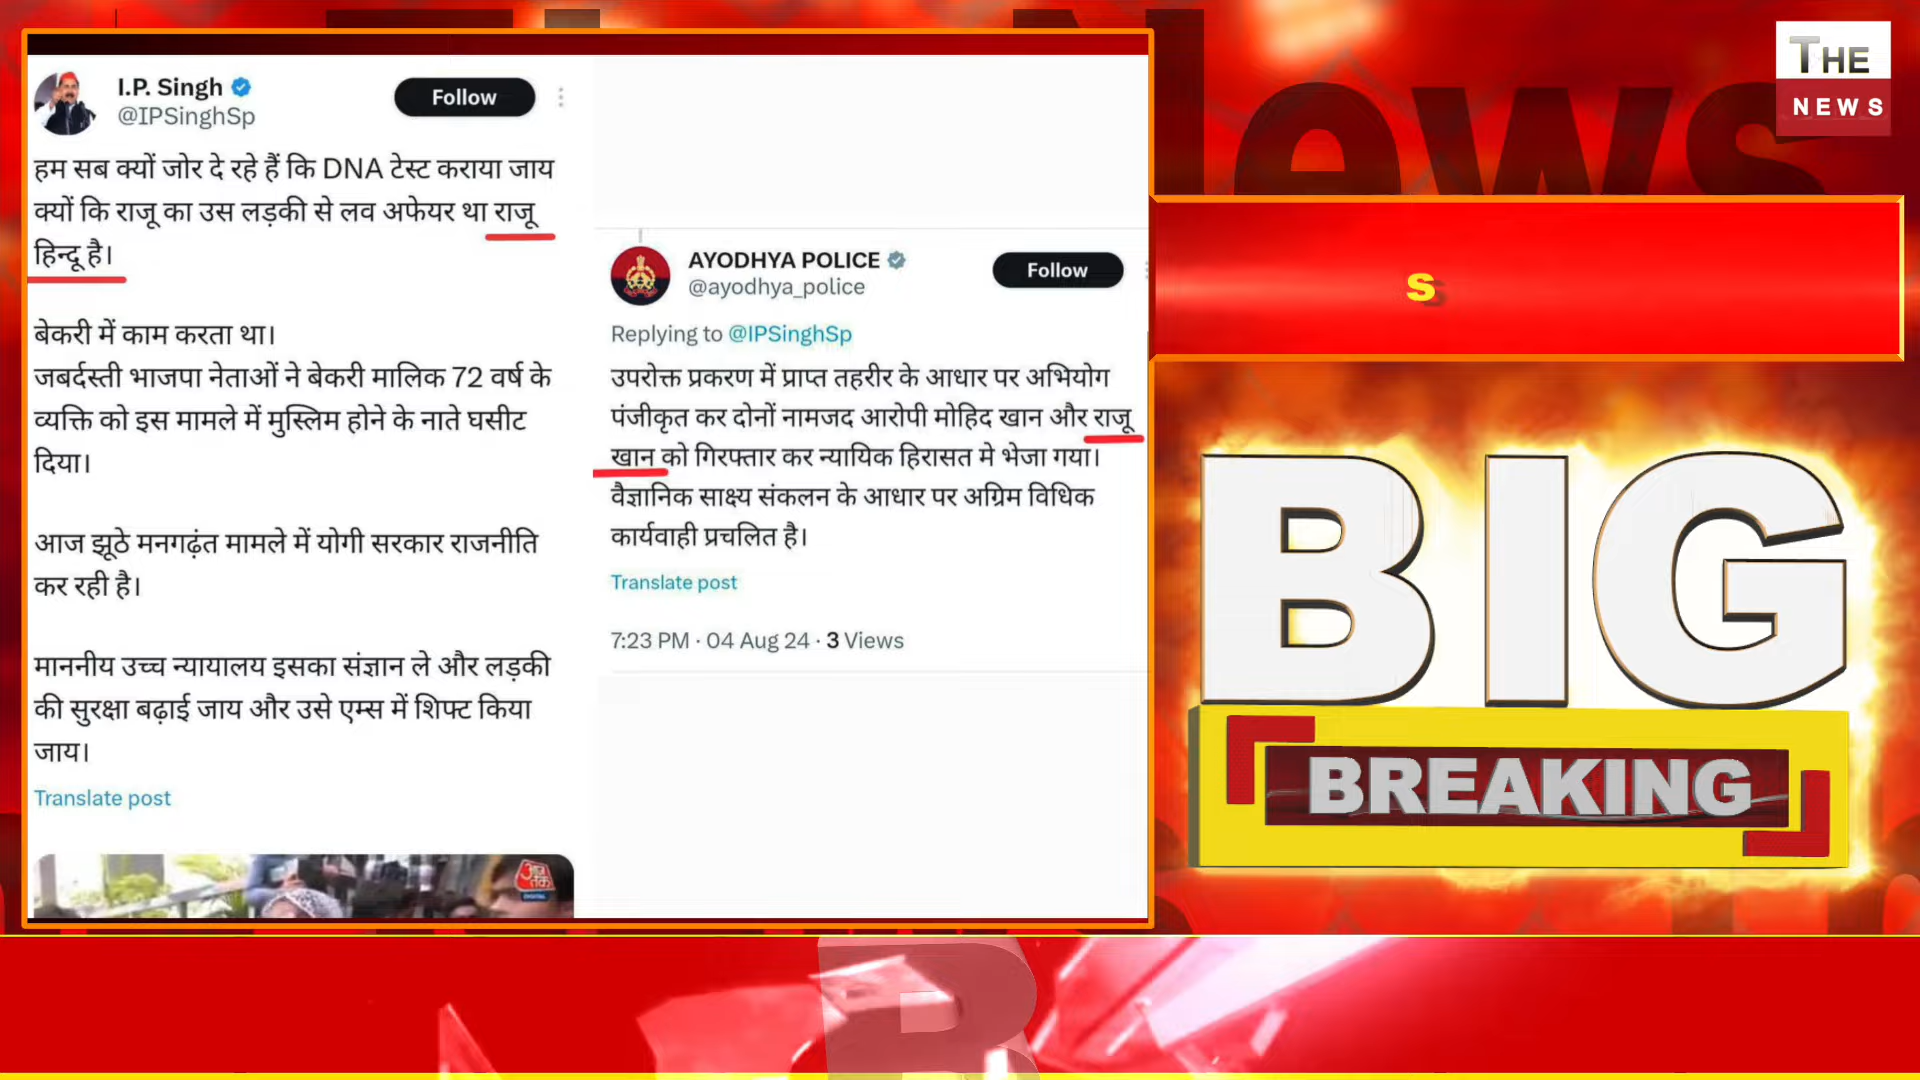 I.P. Singh
@IPSinghSp
Follow
हम सब क्यों जोर दे रहे हैं कि DNA टेस्ट कराया जाय
क्यों कि राजू का उस लड़की से लव अफेयर था राजू
हिन्दू है।
बेकरी में काम करता था।
जबर्दस्ती भाजपा नेताओं ने बेकरी मालिक 72 वर्ष के
व्यक्ति को इस मामले में मुस्लिम होने के नाते घसीट
दिया।
आज झूठे मनगढ़ंत मामले में योगी सरकार राजनीति
कर रही है।
माननीय उच्च न्यायालय इसका संज्ञान ले और लड़की
की सुरक्षा बढ़ाई जाय और उसे एम्स में शिफ्ट किया
जाय।
Translate post
आज
तक
DIGITAL
AYODHYA POLICE
@ayodhya_police
Follow
Replying to @IPSinghSp
उपरोक्त प्रकरण में प्राप्त तहरीर के आधार पर अभियोग
पंजीकृत कर दोनों नामजद आरोपी मोहिद खान और राजू
खान को गिरफ्तार कर न्यायिक हिरासत मे भेजा गया।
वैज्ञानिक साक्ष्य संकलन के आधार पर अग्रिम विधिक
कार्यवाही प्रचलित है।
Translate post
7:23 PM · 04 Aug 24 · 3 Views
THE
NEWS
News
S
BIG
BREAKING
B